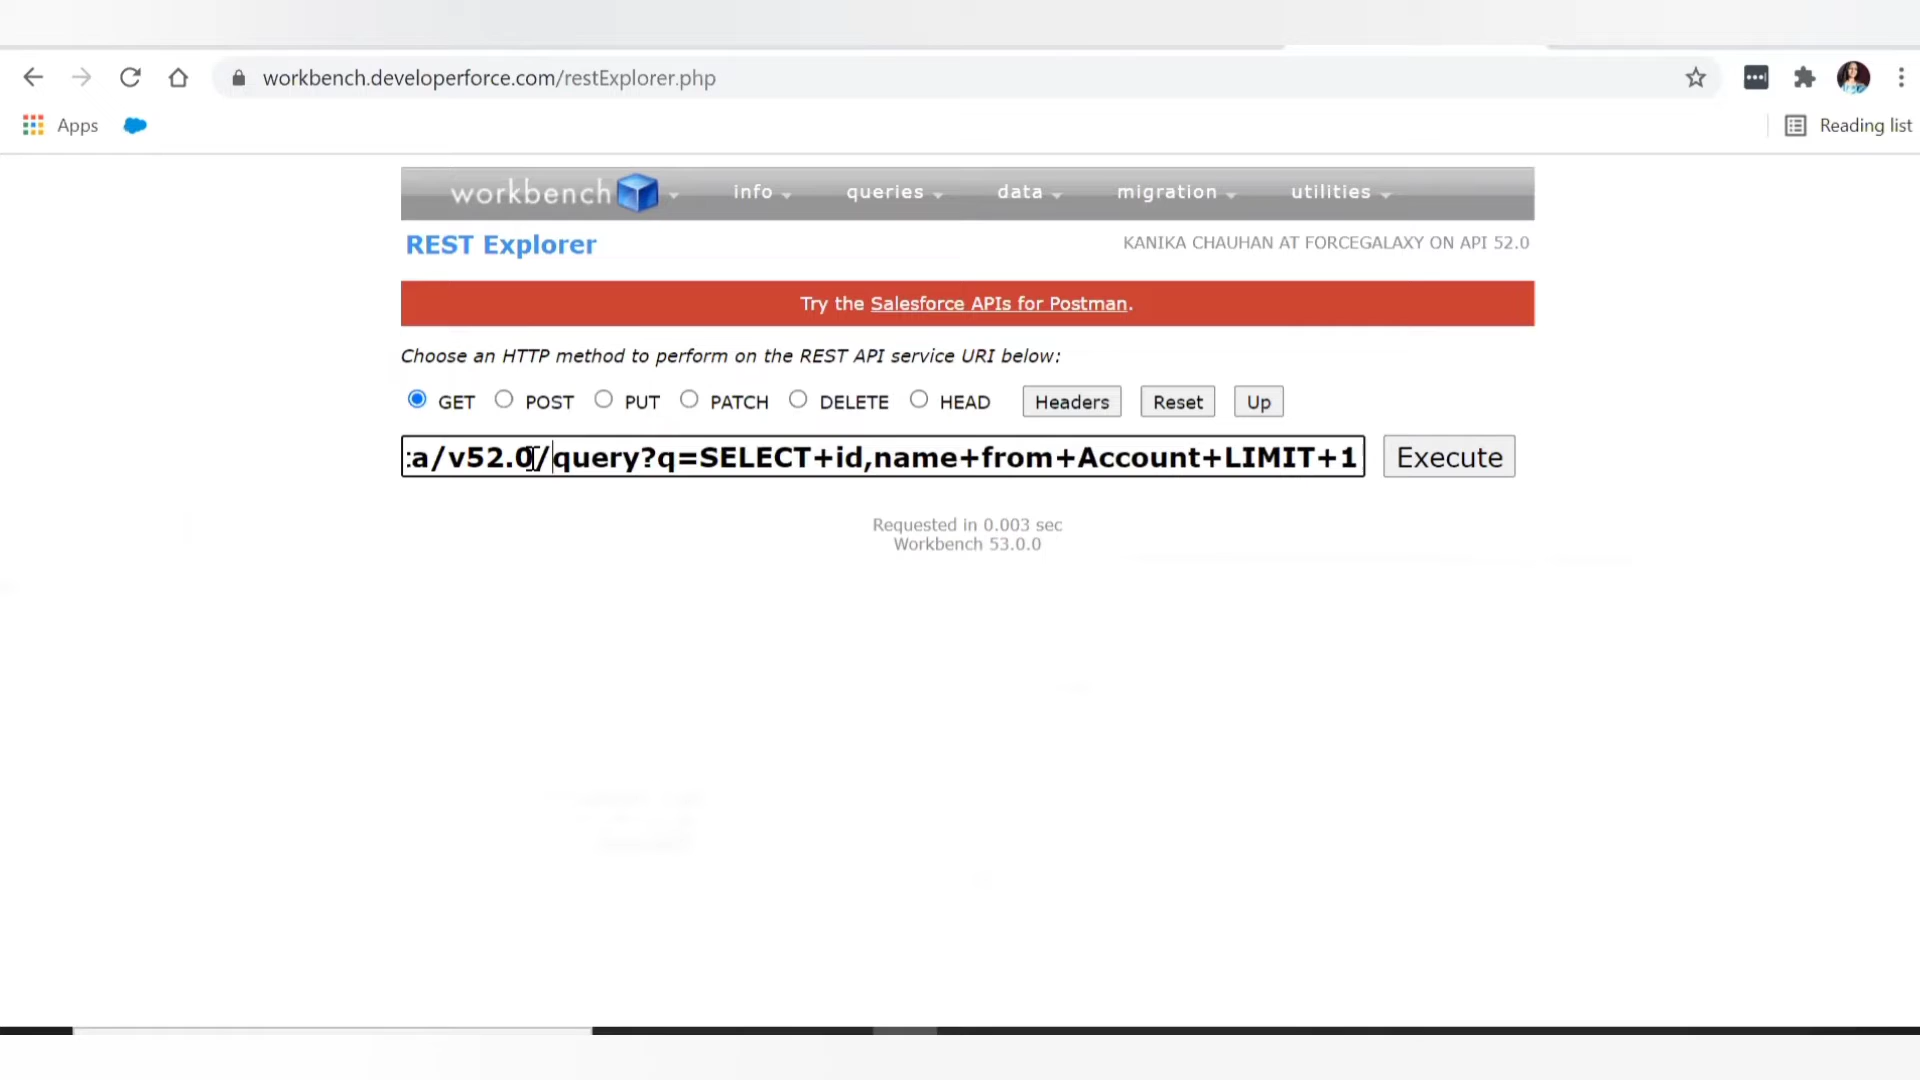 workbench.developerforce.com/restExplorer.php
Apps
Reading list
workbench info queries data migration utilities
REST Explorer
KANIKA CHAUHAN AT FORCEGALAXY ON API 52.0
Try the Salesforce APIs for Postman.
Choose an HTTP method to perform on the REST API service URI below:
GET POST PUT PATCH DELETE HEAD Headers Reset Up
a/v52.0/query?q=SELECT+id,name+from+Account+LIMIT+1 Execute
Requested in 0.003 sec
Workbench 53.0.0